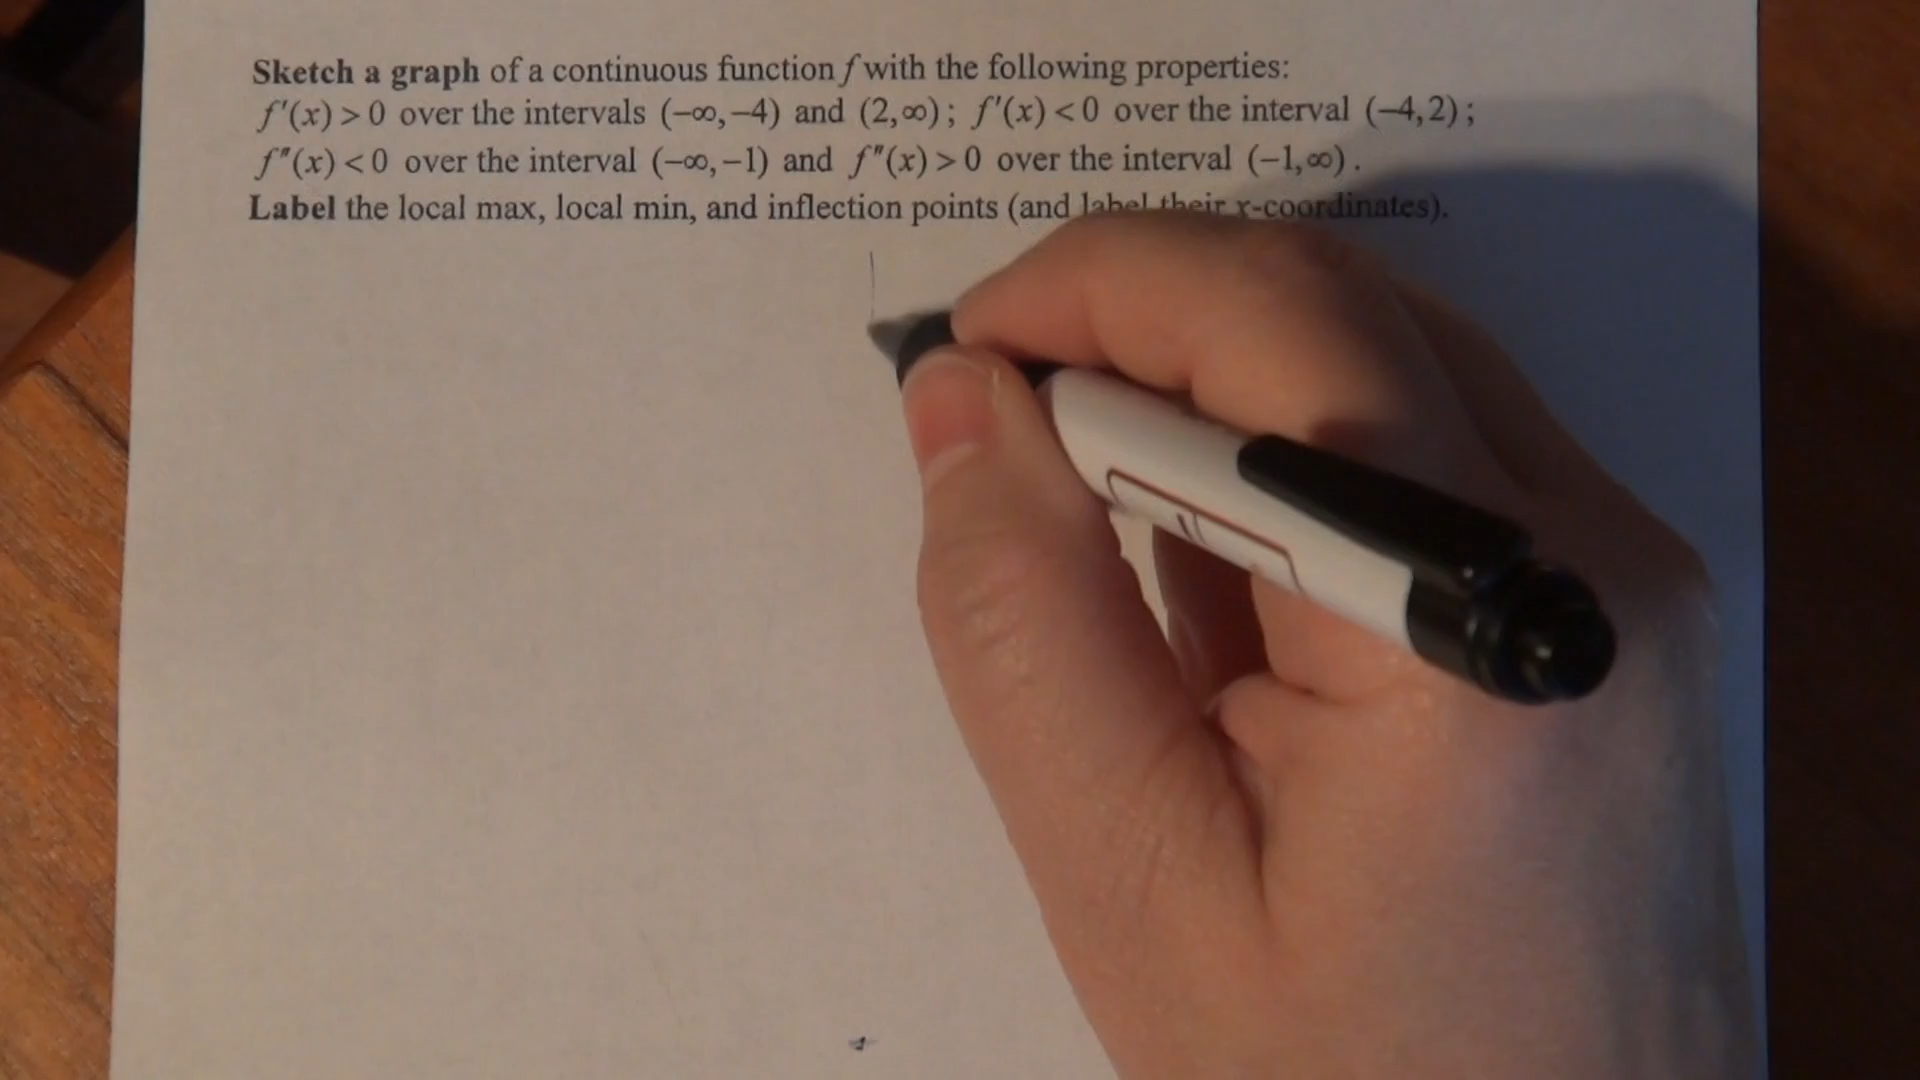 Sketch a graph of a continuous function f with the following properties:
f′(x) > 0 over the intervals (−∞, −4) and (2, ∞) ; f′(x) < 0 over the interval (−4, 2) ;
f″(x) < 0 over the interval (−∞, −1) and f″(x) > 0 over the interval (−1, ∞) .
Label the local max, local min, and inflection points (and label their x-coordinates).